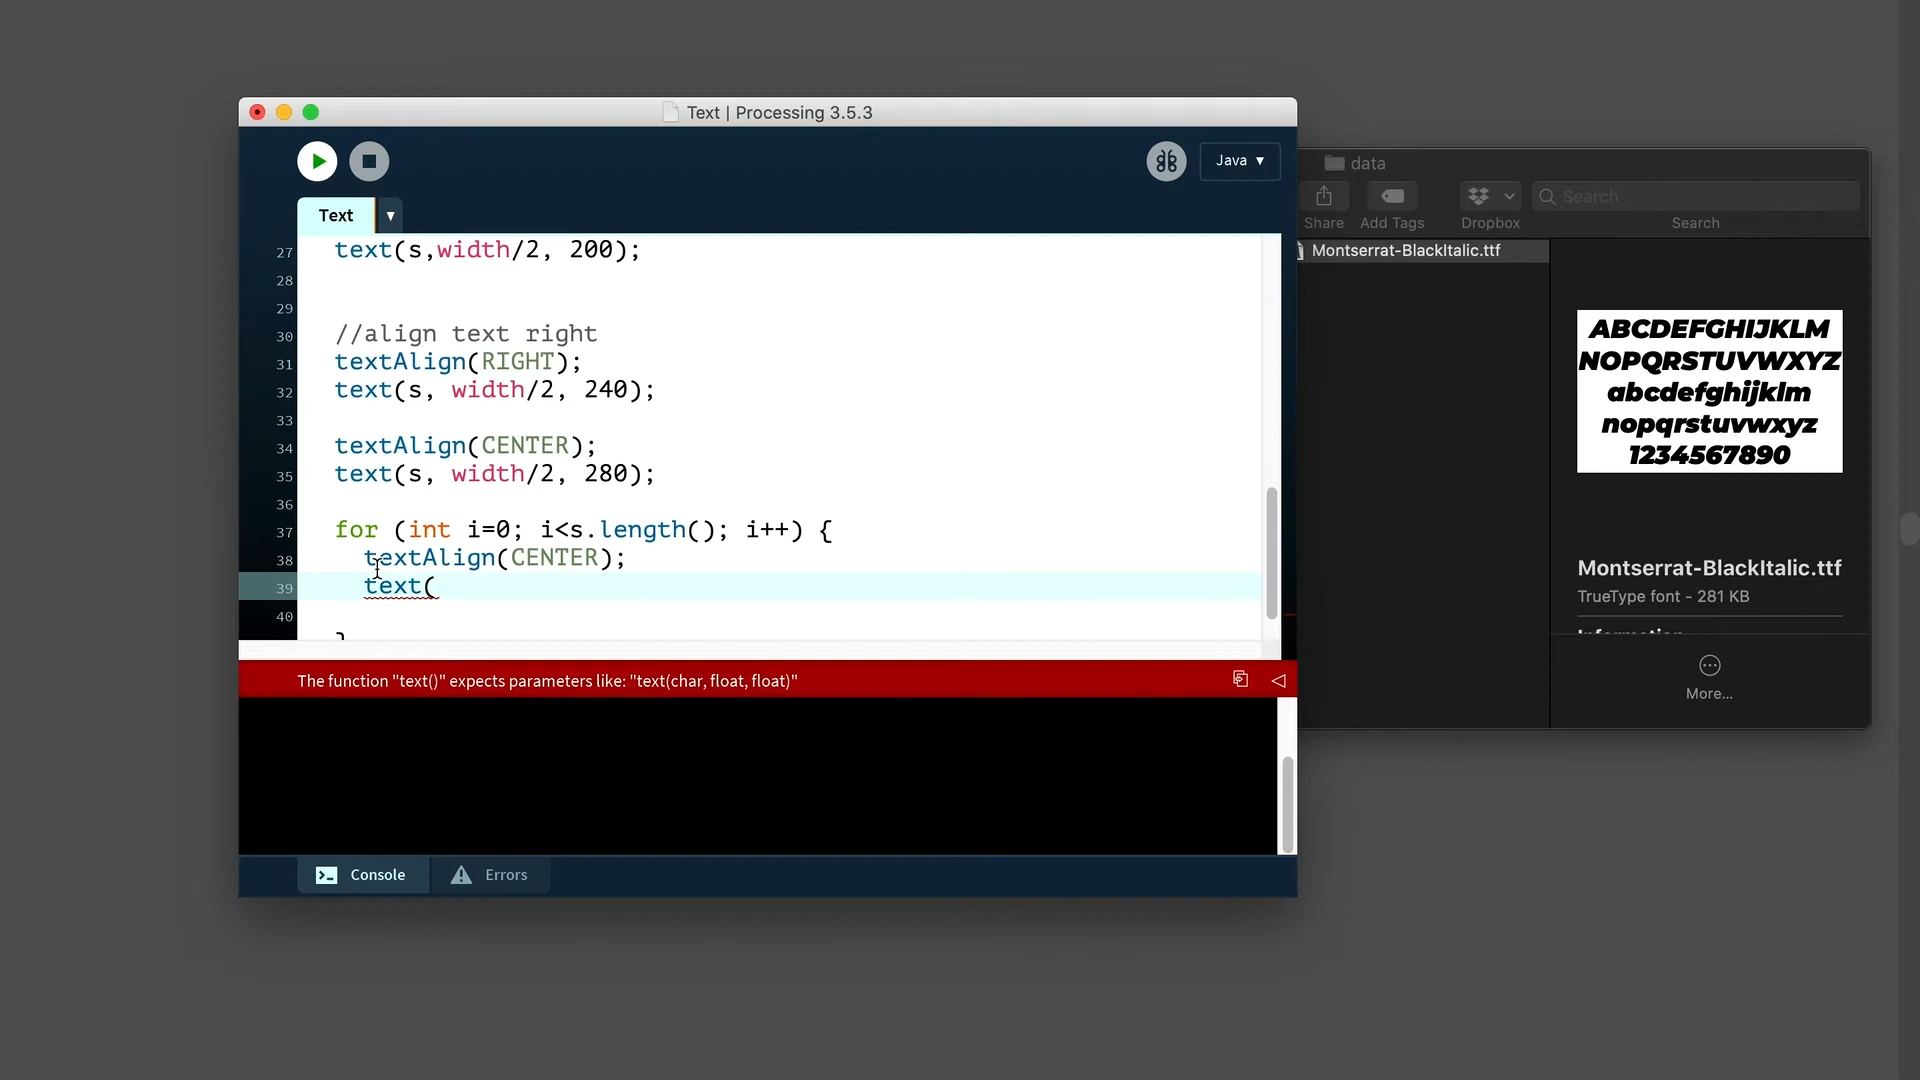 Text | Processing 3.5.3
Java ▾
Text ▾
27 text(s,width/2, 200);
28
29
30 //align text right
31 textAlign(RIGHT);
32 text(s, width/2, 240);
33
34 textAlign(CENTER);
35 text(s, width/2, 280);
36
37 for (int i=0; i<s.length(); i++) {
38 textAlign(CENTER);
39 text(
40
}
The function "text()" expects parameters like: "text(char, float, float)"
Console
Errors
data
Search
Share
Add Tags
Dropbox
Search
Montserrat-BlackItalic.ttf
ABCDEFGHIJKLM
NOPQRSTUVWXYZ
abcdefghijklm
nopqrstuvwxyz
1234567890
Montserrat-BlackItalic.ttf
TrueType font - 281 KB
Information
More...